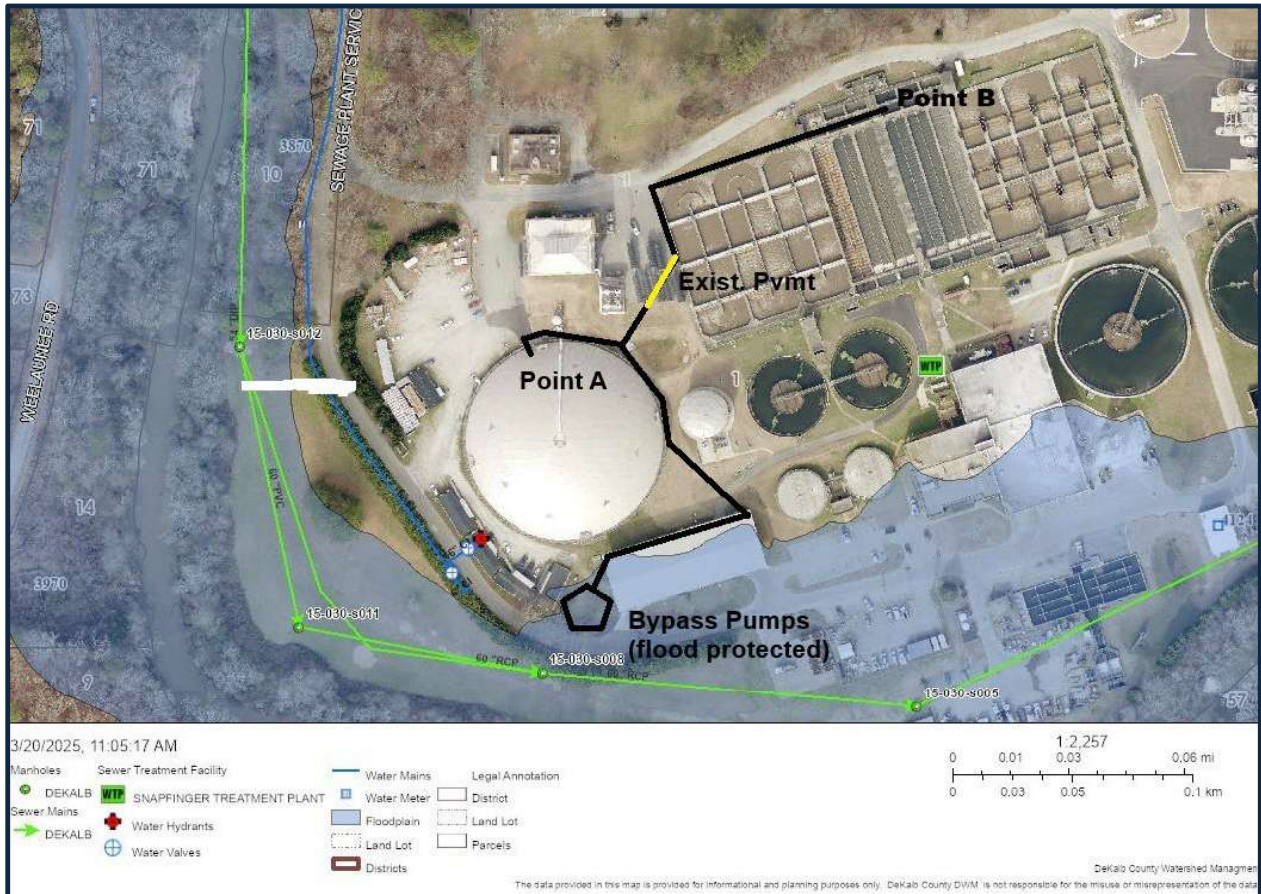 71
71
10
3870
SEWAGE PLANT SERVIC
Point B
73
WEELAUNEE RD
Exist. Pvmt
15-030-s012
Point A
1
WTP
60 "PVC
14
3970
15-030-s011
Bypass Pumps
(flood protected)
60 "RCP
15-030-s008
15-030-s005
9
57
3/20/2025, 11:05:17 AM
Manholes
DEKALB
Sewer Mains
DEKALB
Sewer Treatment Facility
WTP SNAPFINGER TREATMENT PLANT
Water Hydrants
Water Valves
Water Mains
Water Meter
Floodplain
Land Lot
Districts
Legal Annotation
District
Land Lot
Parcels
1:2,257
0 0.01 0.03 0.06 mi
0 0.03 0.05 0.1 km
DeKalb County Watershed Managmen
The data provided in this map is provided for informational and planning purposes only. DeKalb County DWM is not responsible for the misuse or misrepresentation of the data